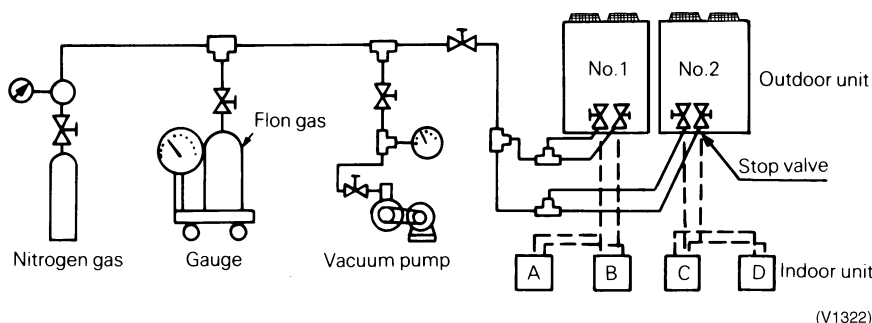 No.1
No.2
Outdoor unit
Flon gas
Stop valve
Nitrogen gas
Gauge
Vacuum pump
A
B
C
D
Indoor unit
(V1322)